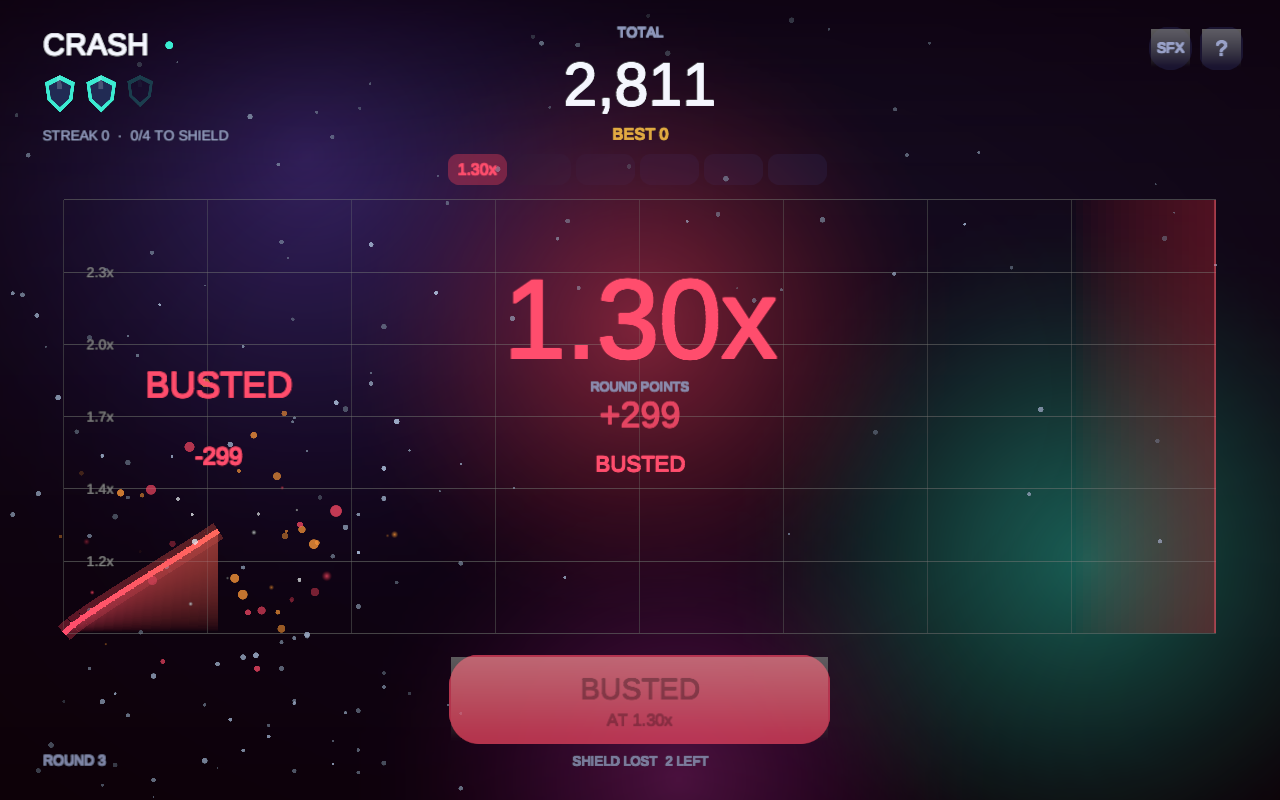 CRASH
STREAK 0 · 0/4 TO SHIELD
TOTAL
2,811
BEST 0
SFX
?
1.30x
2.3x
2.0x
1.7x
1.4x
1.2x
1.30x
ROUND POINTS
+299
BUSTED
BUSTED
-299
BUSTED
AT 1.30x
ROUND 3
SHIELD LOST 2 LEFT